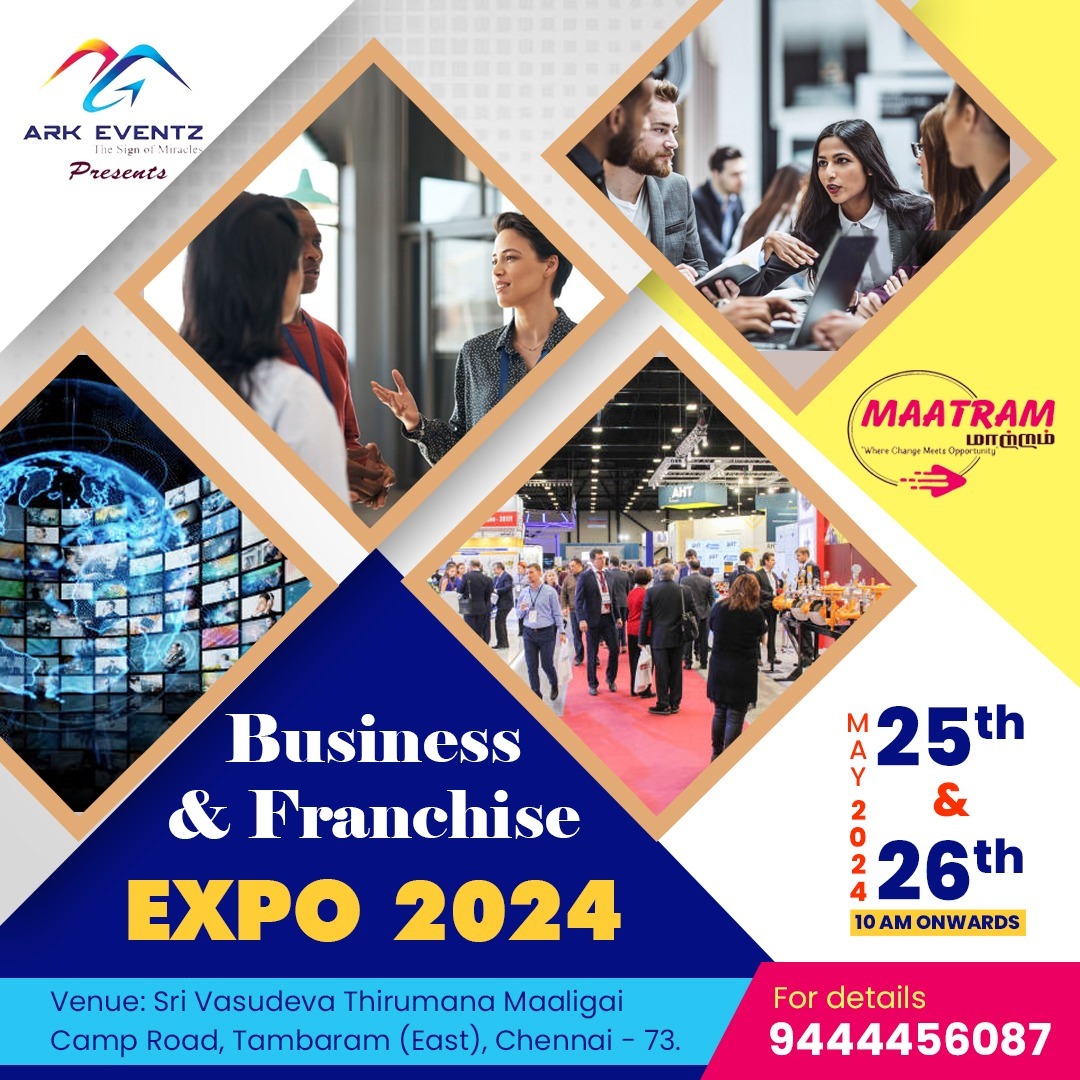 ARK EVENTZ
The Sign of Miracles
Presents
AHT
MAATRAM
மாற்றம்
"Where Change Meets Opportunity"
Business
& Franchise
EXPO 2024
MAY 2024
25th
&
26th
10 AM ONWARDS
Venue: Sri Vasudeva Thirumana Maaligai
Camp Road, Tambaram (East), Chennai - 73.
For details
9444456087